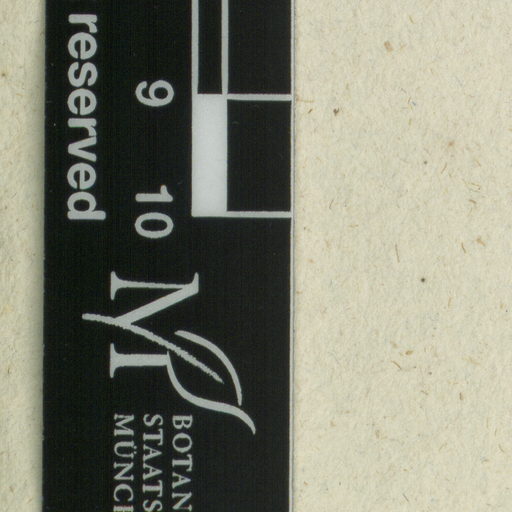 reserved
9 10
M
BOTAN
STAATS
MÜNCH